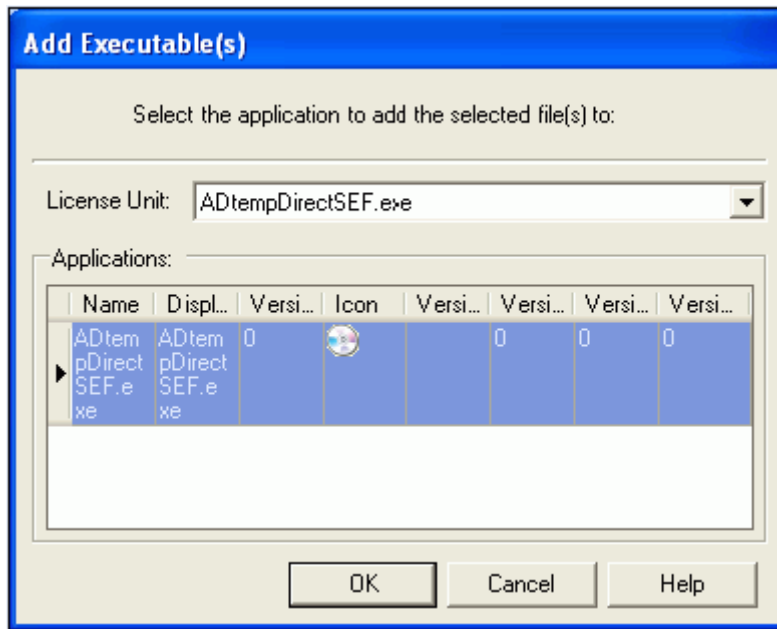 Add Executable(s)
Select the application to add the selected file(s) to:
License Unit: ADtempDirectSEF.exe
Applications:
Name Displ... Versi... Icon Versi... Versi... Versi... Versi...
ADtem ADtem 0 0 0 0
pDirect pDirect
SEF.e SEF.e
xe xe
OK Cancel Help